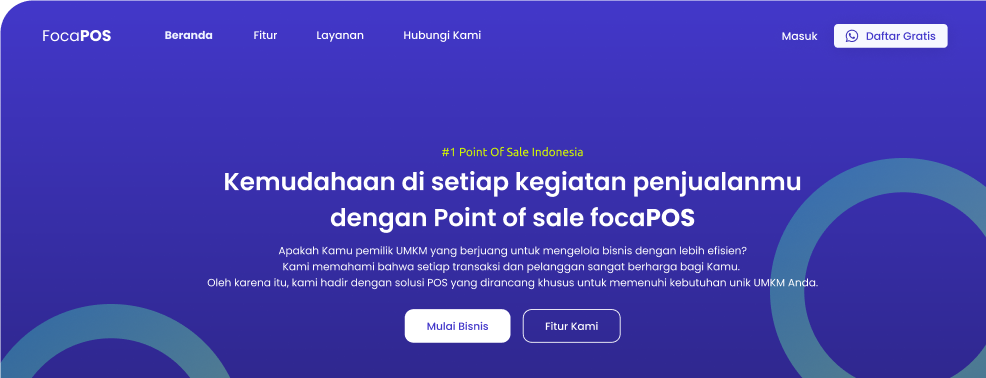 FocaPOS
Beranda
Fitur
Layanan
Hubungi Kami
Masuk
Daftar Gratis
#1 Point Of Sale Indonesia
Kemudahaan di setiap kegiatan penjualanmu
dengan Point of sale focaPOS
Apakah Kamu pemilik UMKM yang berjuang untuk mengelola bisnis dengan lebih efisien?
Kami memahami bahwa setiap transaksi dan pelanggan sangat berharga bagi Kamu.
Oleh karena itu, kami hadir dengan solusi POS yang dirancang khusus untuk memenuhi kebutuhan unik UMKM Anda.
Mulai Bisnis
Fitur Kami